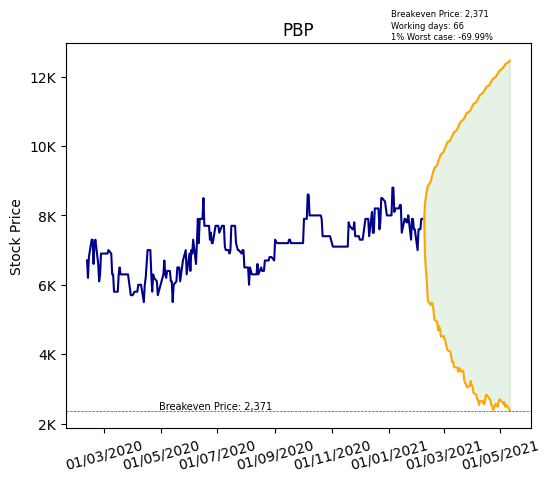 Breakeven Price: 2,371
Working days: 66
1% Worst case: -69.99%
PBP
Stock Price
12K
10K
8K
6K
4K
2K
Breakeven Price: 2,371
01/03/2020
01/05/2020
01/07/2020
01/09/2020
01/11/2020
01/01/2021
01/03/2021
01/05/2021